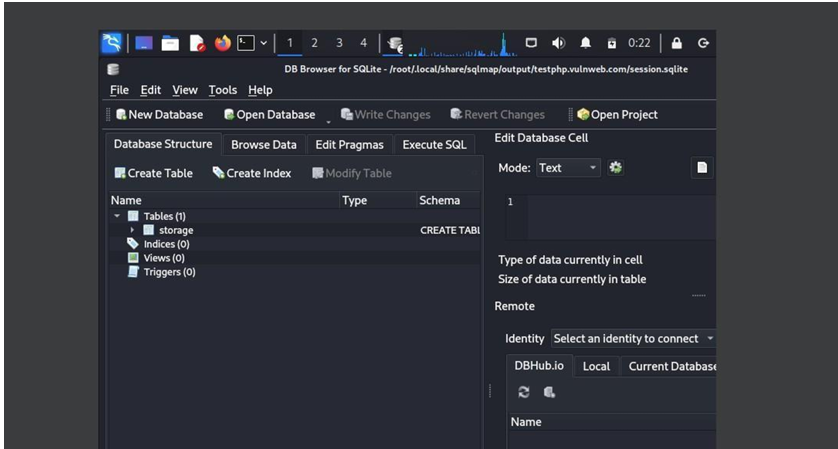 1 2 3 4 0:22
DB Browser for SQLite - /root/.local/share/sqlmap/output/testphp.vulnweb.com/session.sqlite
File Edit View Tools Help
New Database Open Database Write Changes Revert Changes Open Project
Database Structure Browse Data Edit Pragmas Execute SQL
Create Table Create Index Modify Table
Name Type Schema
Tables (1)
storage CREATE TABL
Indices (0)
Views (0)
Triggers (0)
Edit Database Cell
Mode: Text
1
Type of data currently in cell
Size of data currently in table
Remote
Identity Select an identity to connect
DBHub.io Local Current Database
Name